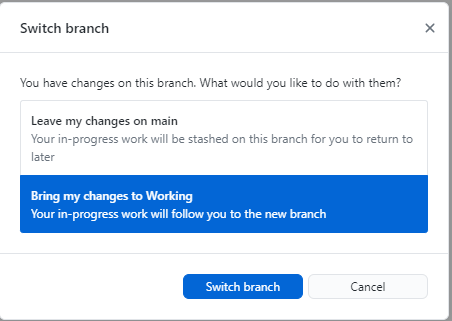 Switch branch
You have changes on this branch. What would you like to do with them?
Leave my changes on main
Your in-progress work will be stashed on this branch for you to return to
later
Bring my changes to Working
Your in-progress work will follow you to the new branch
Switch branch
Cancel